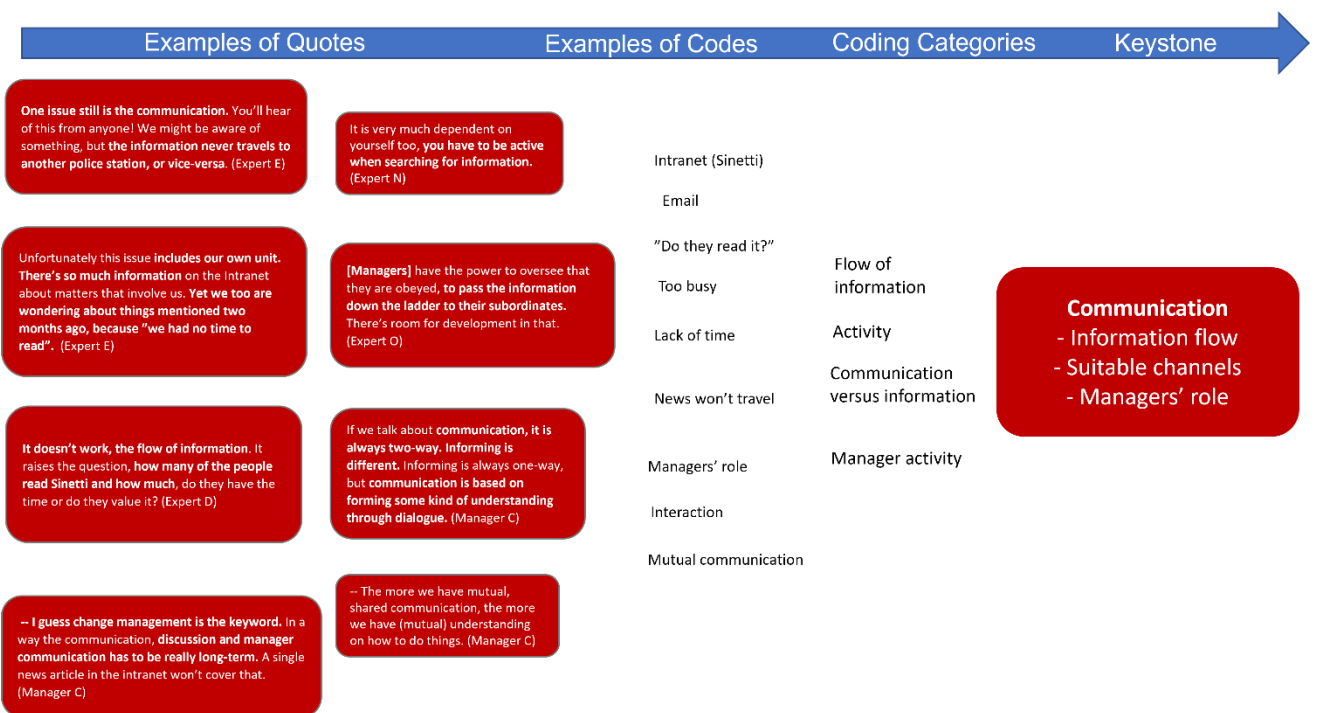 Examples of Quotes
Examples of Codes
Coding Categories
Keystone
One issue still is the communication. You'll hear
of this from anyone! We might be aware of
something, but the information never travels to
another police station, or vice-versa. (Expert E)
Unfortunately this issue includes our own unit.
There's so much information on the Intranet
about matters that involve us. Yet we too are
wondering about things mentioned two
months ago, because ”we had no time to
read”. (Expert E)
It doesn't work, the flow of information. It
raises the question, how many of the people
read Sinetti and how much, do they have the
time or do they value it? (Expert D)
-- I guess change management is the keyword. In a
way the communication, discussion and manager
communication has to be really long-term. A single
news article in the intranet won't cover that.
(Manager C)
It is very much dependent on
yourself too, you have to be active
when searching for information.
(Expert N)
[Managers] have the power to oversee that
they are obeyed, to pass the information
down the ladder to their subordinates.
There's room for development in that.
(Expert O)
If we talk about communication, it is
always two-way. Informing is
different. Informing is always one-way,
but communication is based on
forming some kind of understanding
through dialogue. (Manager C)
-- The more we have mutual,
shared communication, the more
we have (mutual) understanding
on how to do things. (Manager C)
Intranet (Sinetti)
Email
”Do they read it?”
Too busy
Lack of time
News won't travel
Managers' role
Interaction
Mutual communication
Flow of
information
Activity
Communication
versus information
Manager activity
Communication
- Information flow
- Suitable channels
- Managers' role